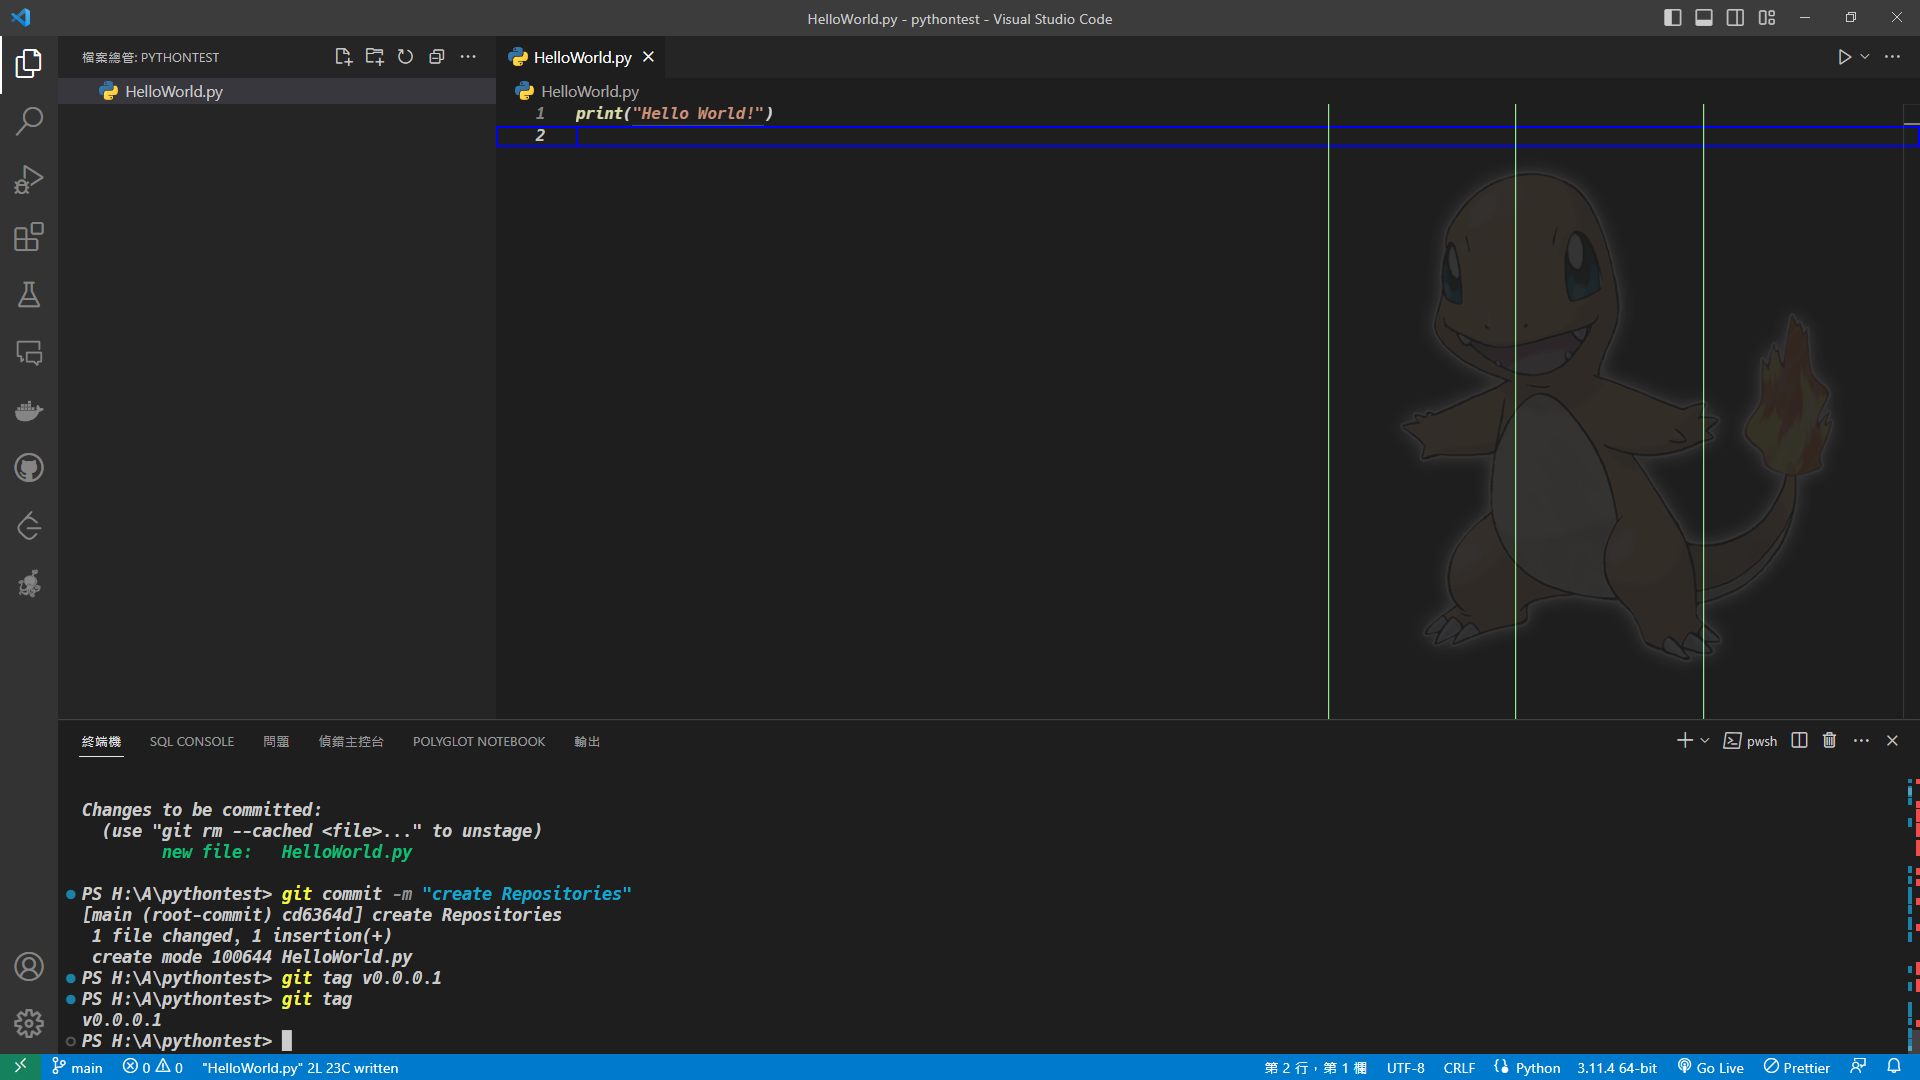 HelloWorld.py - pythontest - Visual Studio Code
檔案總管: PYTHONTEST
HelloWorld.py
HelloWorld.py
HelloWorld.py
1 print("Hello World!")
2
終端機 SQL CONSOLE 問題 偵錯主控台 POLYGLOT NOTEBOOK 輸出 pwsh
Changes to be committed:
(use "git rm --cached <file>..." to unstage)
new file: HelloWorld.py
PS H:\A\pythontest> git commit -m "create Repositories"
[main (root-commit) cd6364d] create Repositories
1 file changed, 1 insertion(+)
create mode 100644 HelloWorld.py
PS H:\A\pythontest> git tag v0.0.0.1
PS H:\A\pythontest> git tag
v0.0.0.1
PS H:\A\pythontest>
main 0 0 "HelloWorld.py" 2L 23C written 第 2 行，第 1 欄 UTF-8 CRLF Python 3.11.4 64-bit Go Live Prettier